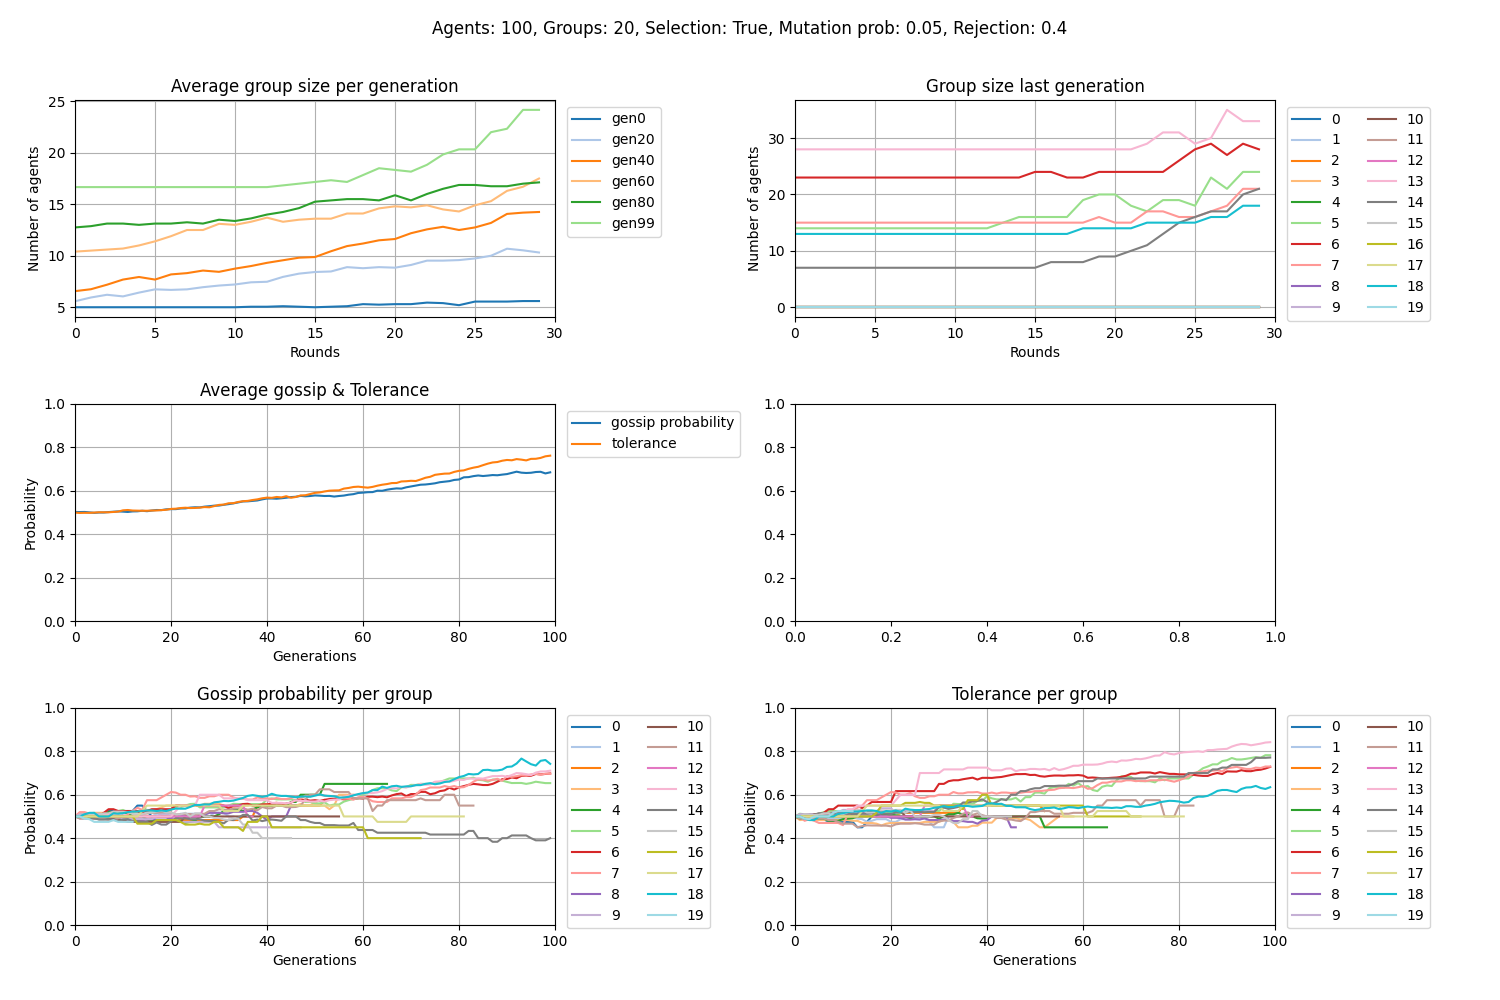 Agents: 100, Groups: 20, Selection: True, Mutation prob: 0.05, Rejection: 0.4
Average group size per generation
Number of agents
25
20
15
10
5
0 5 10 15 20 25 30
Rounds
gen0
gen20
gen40
gen60
gen80
gen99
Group size last generation
Number of agents
30
20
10
0
0 5 10 15 20 25 30
Rounds
0 10
1 11
2 12
3 13
4 14
5 15
6 16
7 17
8 18
9 19
Average gossip & Tolerance
Probability
1.0
0.8
0.6
0.4
0.2
0.0
0 20 40 60 80 100
Generations
gossip probability
tolerance
1.0
0.8
0.6
0.4
0.2
0.0
0.0 0.2 0.4 0.6 0.8 1.0
Gossip probability per group
Probability
1.0
0.8
0.6
0.4
0.2
0.0
0 20 40 60 80 100
Generations
0 10
1 11
2 12
3 13
4 14
5 15
6 16
7 17
8 18
9 19
Tolerance per group
Probability
1.0
0.8
0.6
0.4
0.2
0.0
0 20 40 60 80 100
Generations
0 10
1 11
2 12
3 13
4 14
5 15
6 16
7 17
8 18
9 19